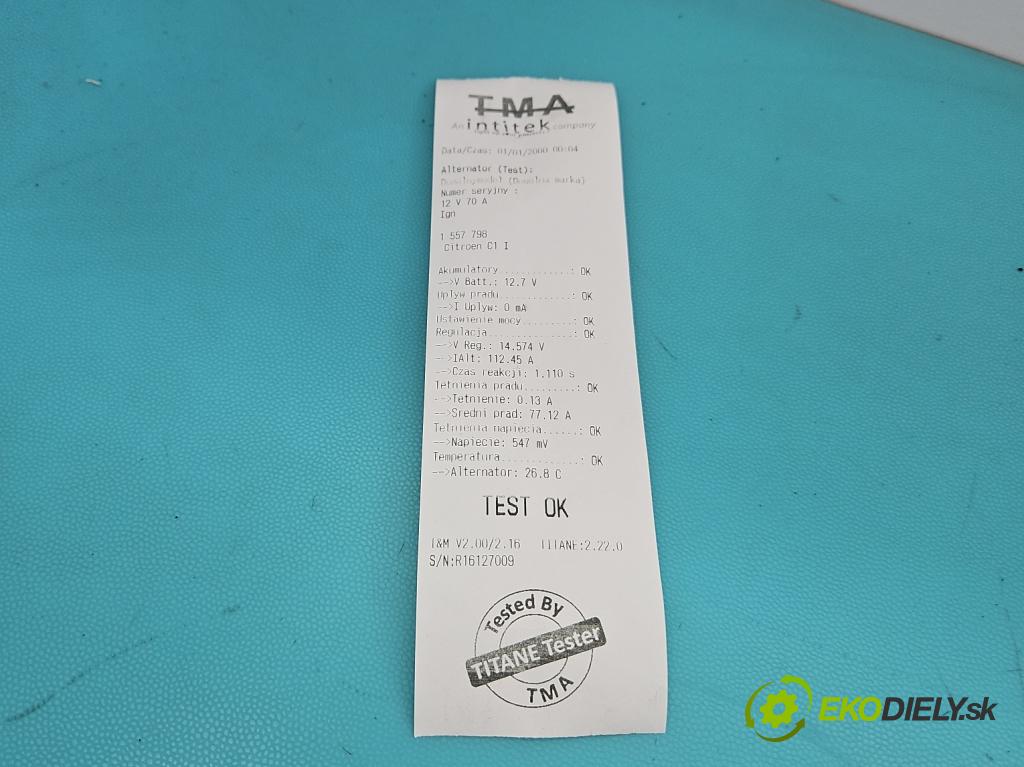 TMA
An intitek company
Data/Czas: 01/01/2000 00:04
Alternator (Test):
Domslnymodel (Domslna marka)
Numer seryjny :
12 V 70 A
Ign
1 557 798
Citroen C1 I
Akumulatory............: OK
-->V Batt.: 12.7 V
Uplyw pradu............: OK
-->I Uplyw: 0 mA
Ustawienie mocy.........: OK
Regulacja...............: OK
-->V Reg.: 14.574 V
-->IAlt: 112.45 A
-->Czas reakcji: 1.110 s
Tetnienia pradu.........: OK
-->Tetnienie: 0.13 A
-->Sredni prad: 77.12 A
Tetnienia napiecia......: OK
-->Napiecie: 547 mV
Temperatura.............: OK
-->Alternator: 26.8 C
TEST OK
T&M V2.00/2.16 TITANE:2.22.0
S/N:R16127009
Tested By
TITANE Tester
TMA
EKODIELY.sk